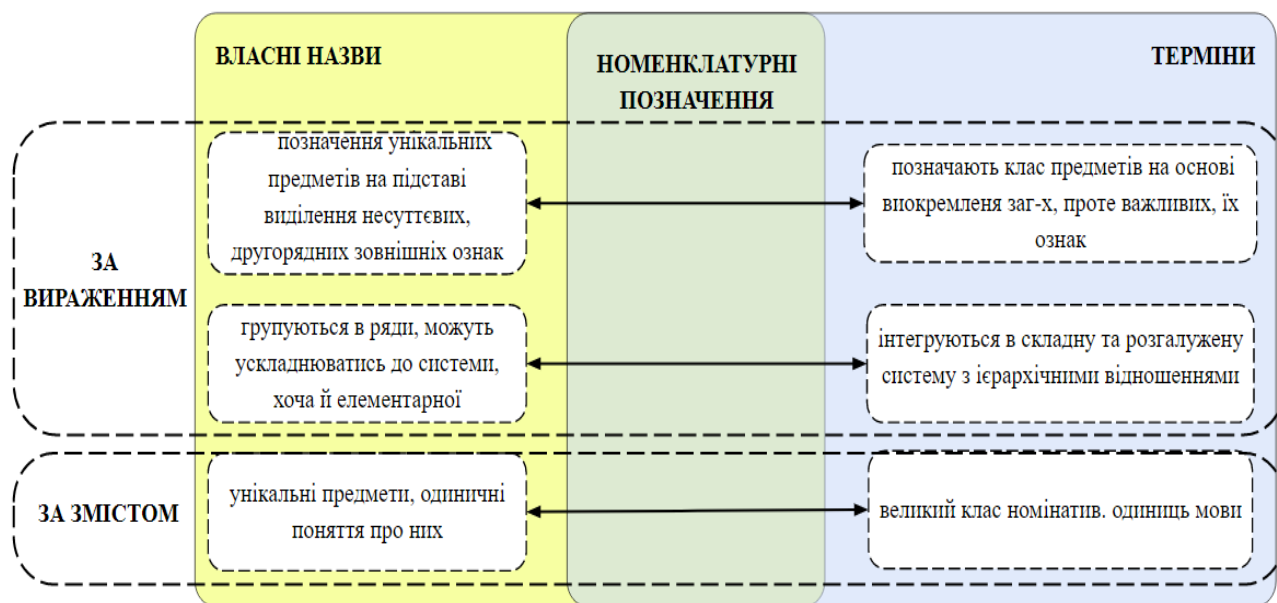 ВЛАСНІ НАЗВИ
НОМЕНКЛАТУРНІ
ПОЗНАЧЕННЯ
ТЕРМІНИ
ЗА
ВИРАЖЕННЯМ
позначення унікальних
предметів на підставі
виділення несуттєвих,
другорядних зовнішніх ознак
позначають клас предметів на основі
виокремленя заг-х, проте важливих, їх
ознак
групуються в ряди, можуть
ускладнюватись до системи,
хоча й елементарної
інтегруються в складну та розгалужену
систему з ієрархічними відношеннями
ЗА ЗМІСТОМ
унікальні предмети, одиничні
поняття про них
великий клас номінатив. одиниць мови